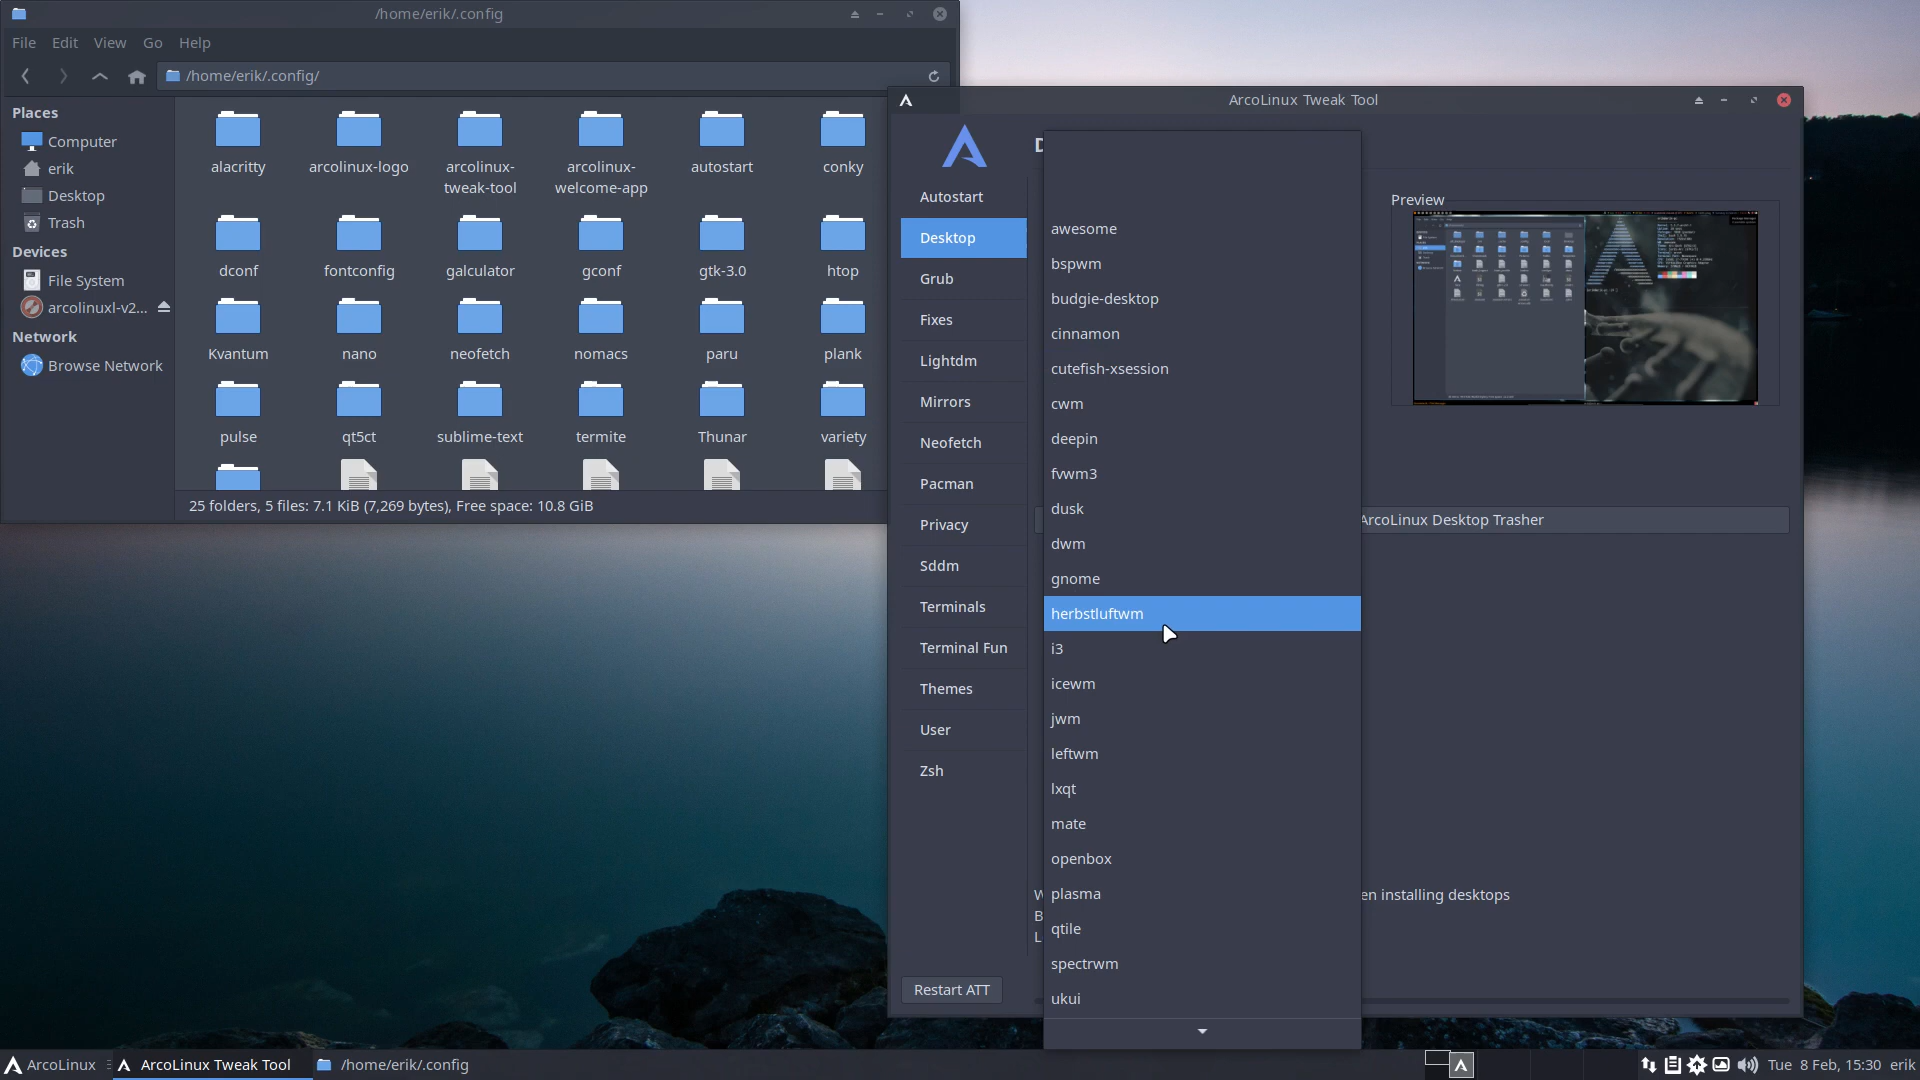 /home/erik/.config
File Edit View Go Help
/home/erik/.config/
Places
Computer
erik
Desktop
Trash
Devices
File System
arcolinuxl-v2...
Network
Browse Network
alacritty arcolinux-logo arcolinux-tweak-tool arcolinux-welcome-app autostart conky
dconf fontconfig galculator gconf gtk-3.0 htop
Kvantum nano neofetch nomacs paru plank
pulse qt5ct sublime-text termite Thunar variety
25 folders, 5 files: 7.1 KiB (7,269 bytes), Free space: 10.8 GiB
ArcoLinux Tweak Tool
Autostart
Desktop
Grub
Fixes
Lightdm
Mirrors
Neofetch
Pacman
Privacy
Sddm
Terminals
Terminal Fun
Themes
User
Zsh
Restart ATT
D
awesome
bspwm
budgie-desktop
cinnamon
cutefish-xsession
cwm
deepin
fvwm3
dusk
dwm
gnome
herbstluftwm
i3
icewm
jwm
leftwm
lxqt
mate
openbox
plasma
qtile
spectrwm
ukui
Preview
ArcoLinux Desktop Trasher
W
en installing desktops
B
L
ArcoLinux
ArcoLinux Tweak Tool
/home/erik/.config
Tue 8 Feb, 15:30 erik